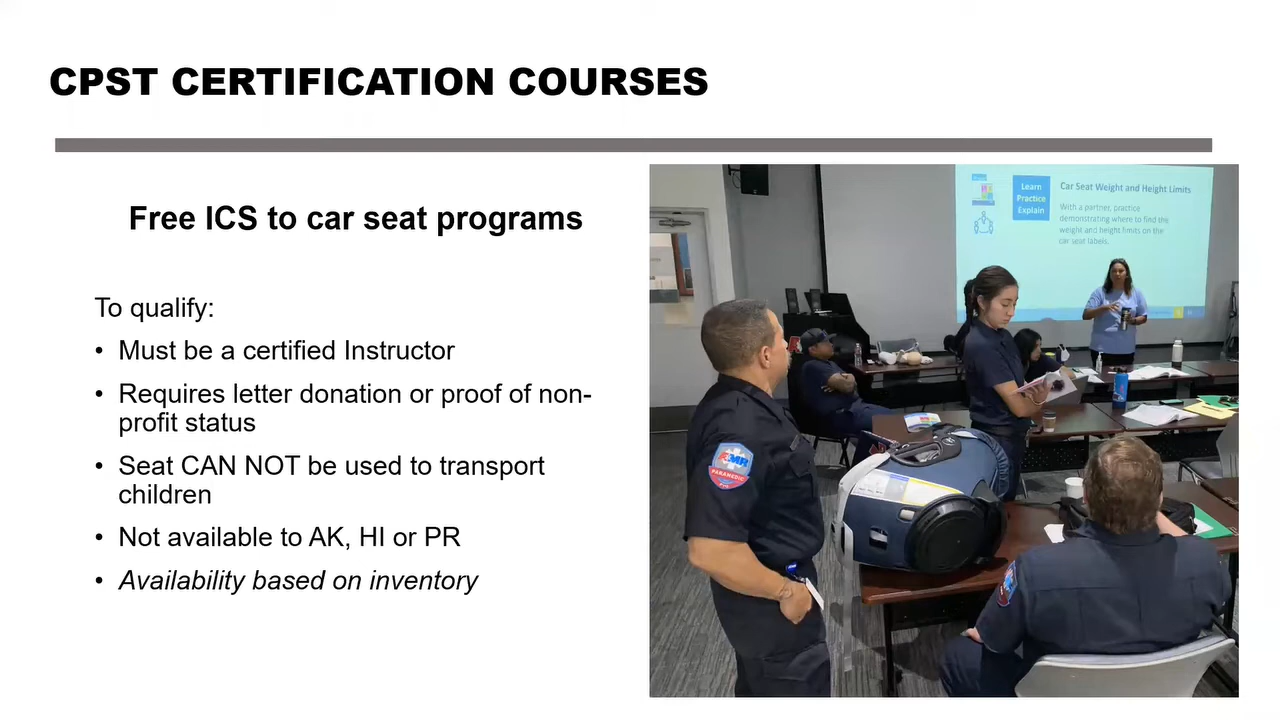 CPST CERTIFICATION COURSES
Free ICS to car seat programs
To qualify:
• Must be a certified Instructor
• Requires letter donation or proof of non-
profit status
• Seat CAN NOT be used to transport
children
• Not available to AK, HI or PR
• Availability based on inventory
Learn
Practice
Explain
Car Seat Weight and Height Limits
With a partner, practice
demonstrating where to find the
weight and height limits on the
car seat labels.
AMR
PARAMEDIC